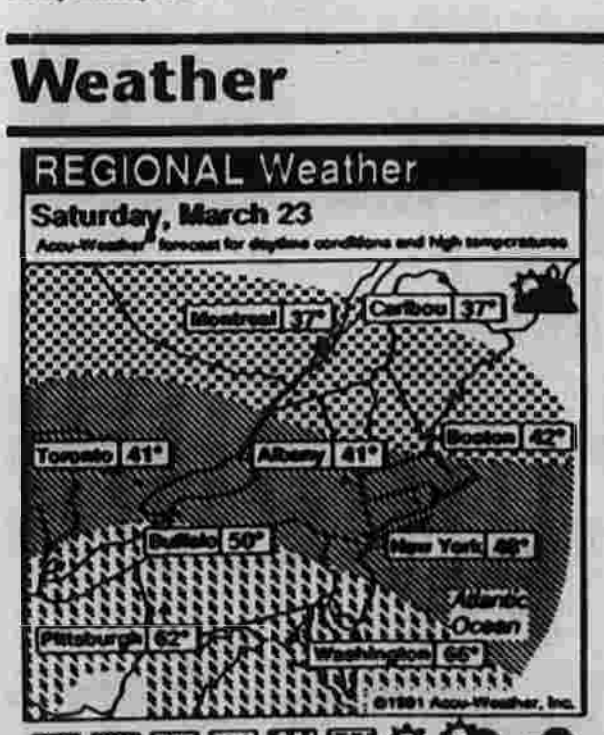 Weather
REGIONAL Weather
Saturday, March 23
Accu-Weather® forecast for daytime conditions and high temperatures
Montreal 37°
Caribou 37°
Boston 42°
Toronto 41°
Albany 41°
Buffalo 50°
New York
Atlantic
Ocean
Pittsburgh 62°
Washington
©1991 Accu-Weather, Inc.